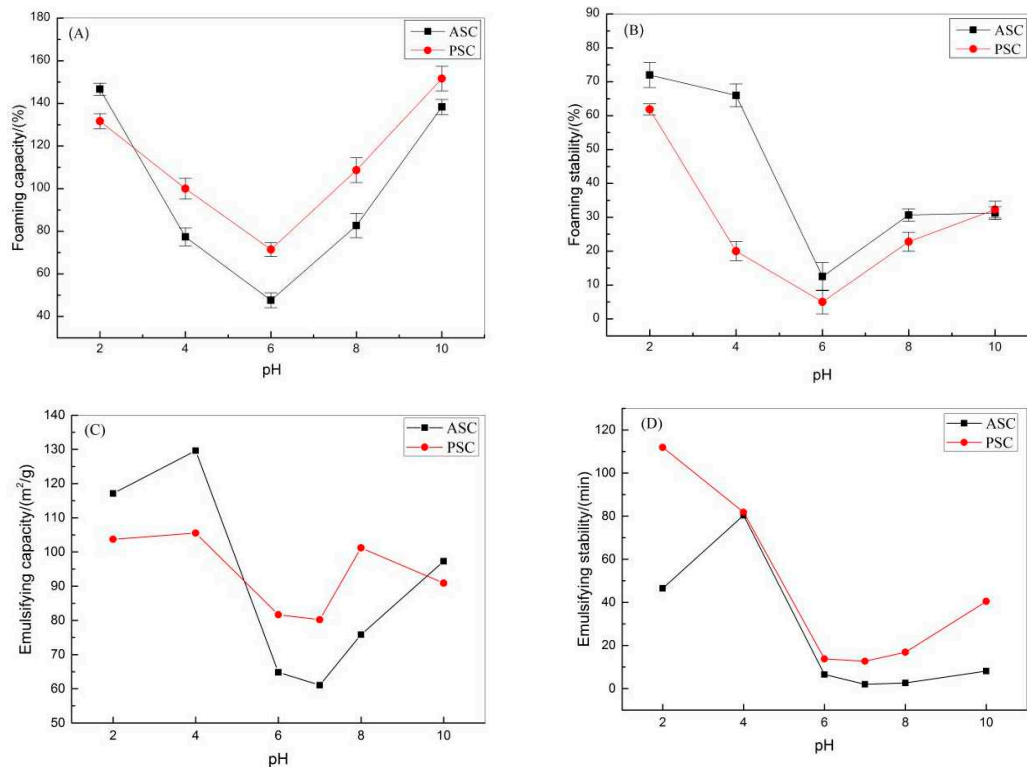 (A)
ASC
PSC
Foaming capacity/(%)
180
160
140
120
100
80
60
40
2 4 6 8 10
pH
(B)
ASC
PSC
Foaming stability/(%)
90
80
70
60
50
40
30
20
10
0
2 4 6 8 10
pH
(C)
ASC
PSC
Emulsifying capacity/(m²/g)
140
130
120
110
100
90
80
70
60
50
2 4 6 8 10
pH
(D)
ASC
PSC
Emulsifying stability/(min)
120
100
80
60
40
20
0
2 4 6 8 10
pH